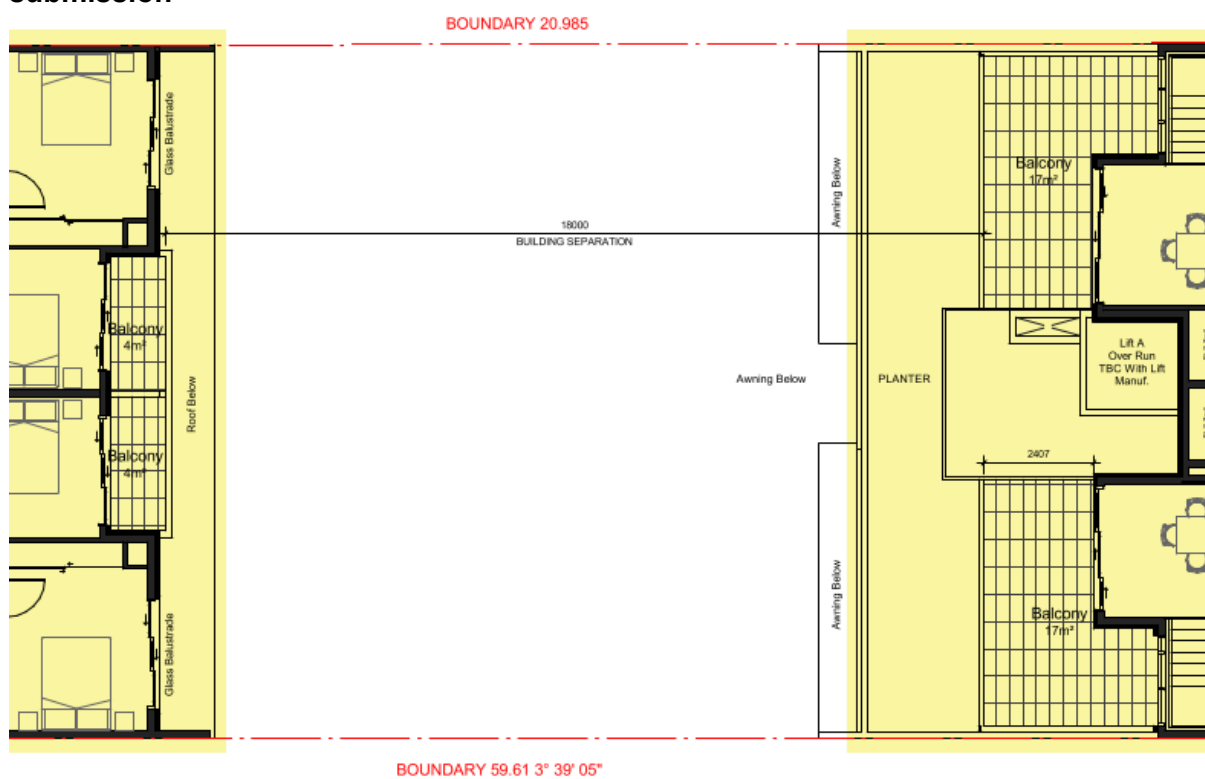 submission
BOUNDARY 20.985
Glass Balustrade
Awning Below
Balcony
17m²
18000
BUILDING SEPARATION
Balcony
4m²
Roof Below
Awning Below
PLANTER
Lift A
Over Run
TBC With Lift
Manuf.
Balcony
4m²
2407
Glass Balustrade
Awning Below
Balcony
17m²
BOUNDARY 59.61 3° 39' 05"